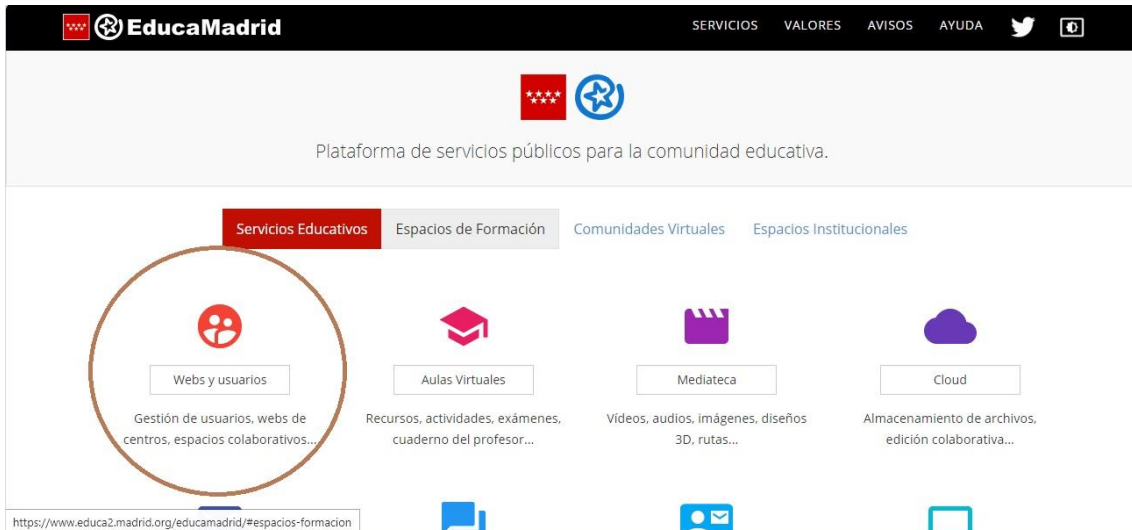 EducaMadrid
SERVICIOS VALORES AVISOS AYUDA
Plataforma de servicios públicos para la comunidad educativa.
Servicios Educativos Espacios de Formación Comunidades Virtuales Espacios Institucionales
Webs y usuarios
Gestión de usuarios, webs de
centros, espacios colaborativos...
Aulas Virtuales
Recursos, actividades, exámenes,
cuaderno del profesor...
Mediateca
Vídeos, audios, imágenes, diseños
3D, rutas...
Cloud
Almacenamiento de archivos,
edición colaborativa...
https://www.educa2.madrid.org/educamadrid/#espacios-formacion